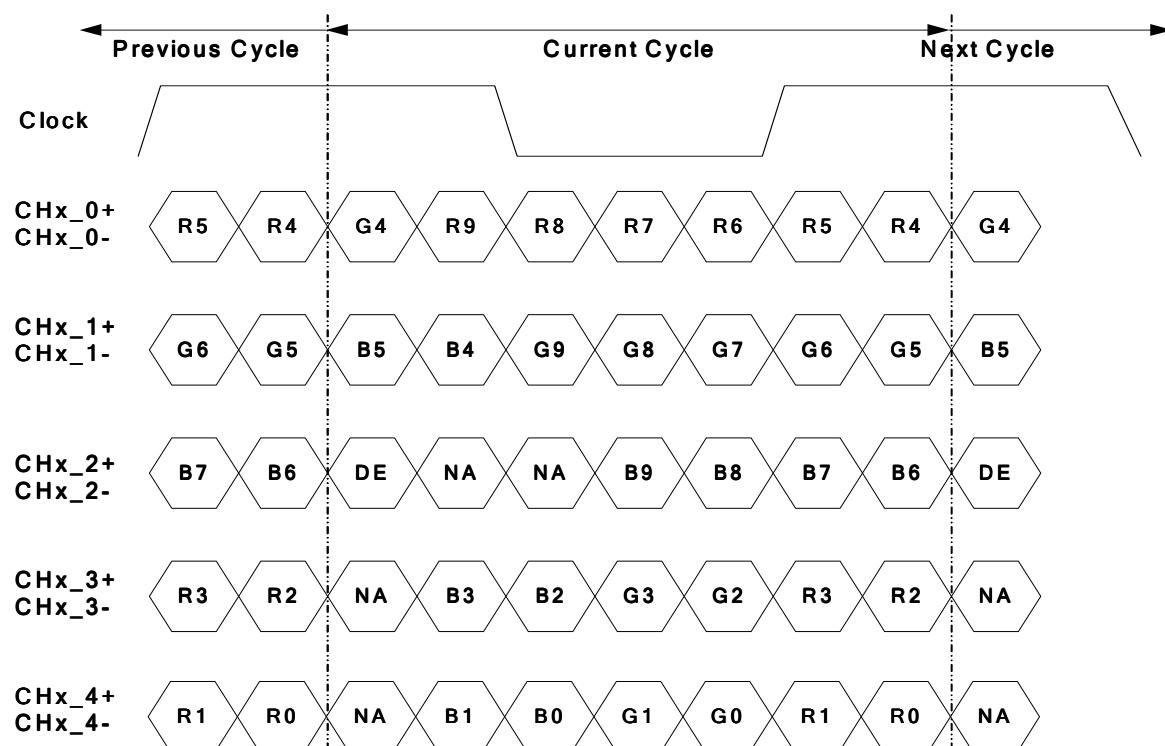 Previous Cycle Current Cycle Next Cycle
Clock
CHx_0+
CHx_0-
R5 R4 G4 R9 R8 R7 R6 R5 R4 G4
CHx_1+
CHx_1-
G6 G5 B5 B4 G9 G8 G7 G6 G5 B5
CHx_2+
CHx_2-
B7 B6 DE NA NA B9 B8 B7 B6 DE
CHx_3+
CHx_3-
R3 R2 NA B3 B2 G3 G2 R3 R2 NA
CHx_4+
CHx_4-
R1 R0 NA B1 B0 G1 G0 R1 R0 NA